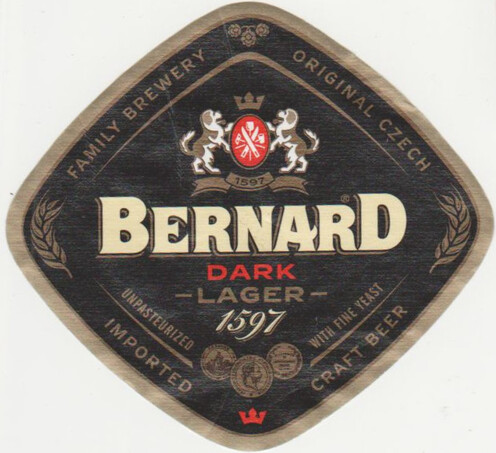 FAMILY BREWERY
ORIGINAL CZECH
1597
BERNARD®
DARK
LAGER
1597
UNPASTEURIZED
WITH FINE YEAST
IMPORTED
CRAFT BEER